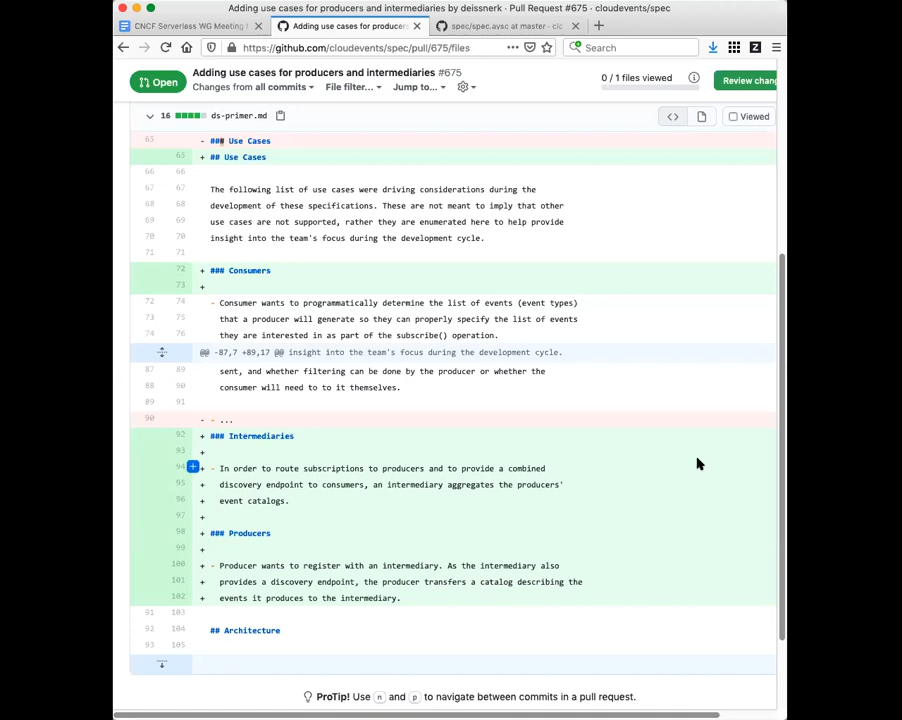 Adding use cases for producers and intermediaries by deissnerk · Pull Request #675 · cloudevents/spec
CNCF Serverless WG Meeting
Adding use cases for producers
spec/spec.avsc at master · clo
https://github.com/cloudevents/spec/pull/675/files
Search
Open
Adding use cases for producers and intermediaries #675
Changes from all commits
File filter...
Jump to...
0 / 1 files viewed
Review chang
16 ds-primer.md
Viewed
65 - ### Use Cases
65 + ## Use Cases
66 66
67 67 The following list of use cases were driving considerations during the
68 68 development of these specifications. These are not meant to imply that other
69 69 use cases are not supported, rather they are enumerated here to help provide
70 70 insight into the team's focus during the development cycle.
71 71
72 + ### Consumers
73 +
72 74 - Consumer wants to programmatically determine the list of events (event types)
73 75 that a producer will generate so they can properly specify the list of events
74 76 they are interested in as part of the subscribe() operation.
@@ -87,7 +89,17 @@ insight into the team's focus during the development cycle.
87 89 sent, and whether filtering can be done by the producer or whether the
88 90 consumer will need to to it themselves.
89 91
90 - - ...
92 + ### Intermediaries
93 +
94 + - In order to route subscriptions to producers and to provide a combined
95 + discovery endpoint to consumers, an intermediary aggregates the producers'
96 + event catalogs.
97 +
98 + ### Producers
99 +
100 + - Producer wants to register with an intermediary. As the intermediary also
101 + provides a discovery endpoint, the producer transfers a catalog describing the
102 + events it produces to the intermediary.
91 103
92 104 ## Architecture
93 105
ProTip! Use n and p to navigate between commits in a pull request.